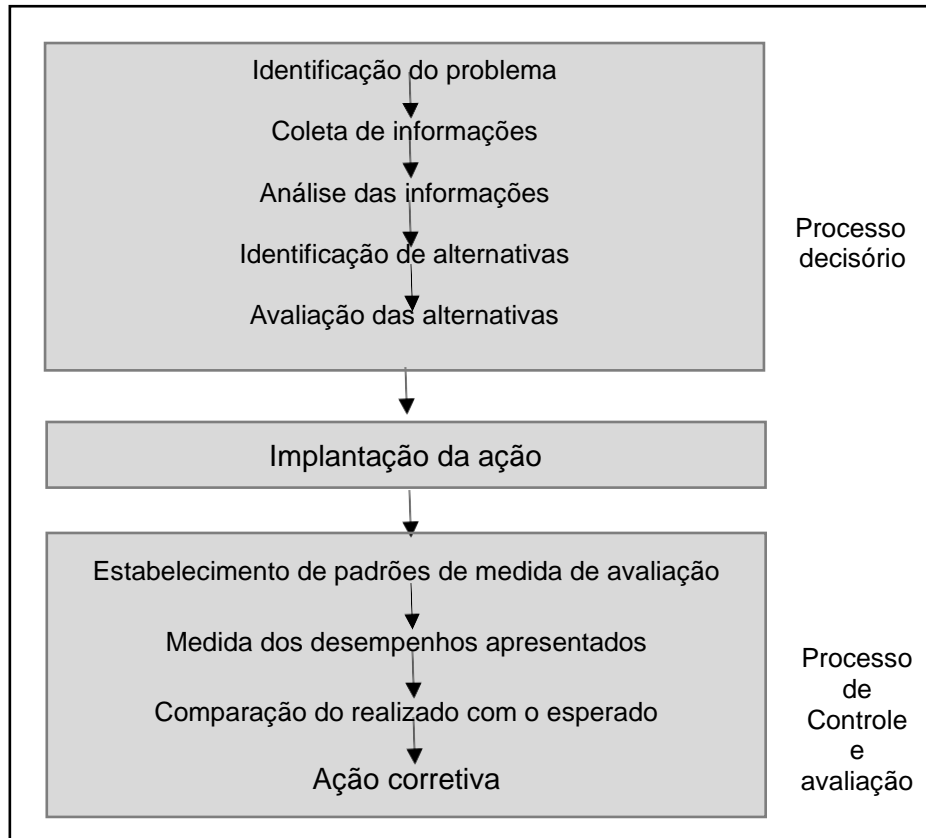 Identificação do problema
Coleta de informações
Análise das informações
Identificação de alternativas
Avaliação das alternativas
Processo
decisório
Implantação da ação
Estabelecimento de padrões de medida de avaliação
Medida dos desempenhos apresentados
Comparação do realizado com o esperado
Ação corretiva
Processo
de
Controle
e
avaliação